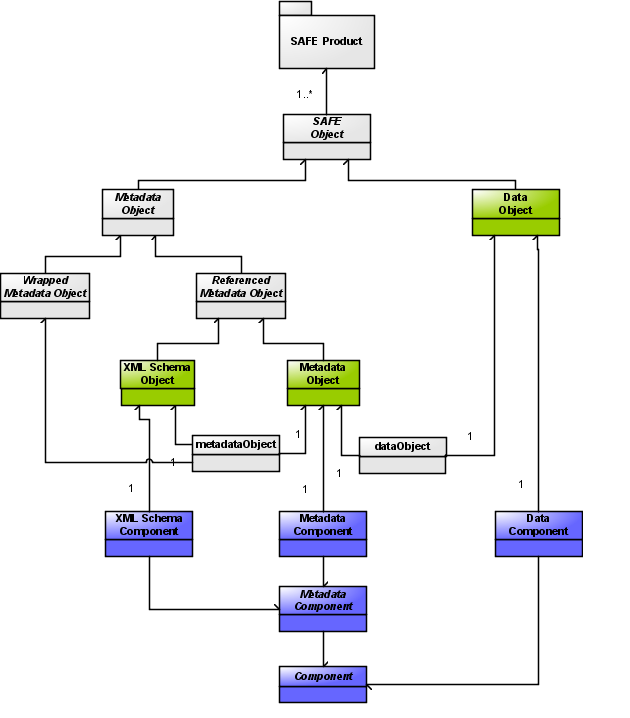 SAFE Product
1..*
SAFE
Object
Metadata
Object
Data
Object
Wrapped
Metadata Object
Referenced
Metadata Object
XML Schema
Object
Metadata
Object
metadataObject
1
dataObject
1
1
1
1
1
1
XML Schema
Component
Metadata
Component
Data
Component
Metadata
Component
Component